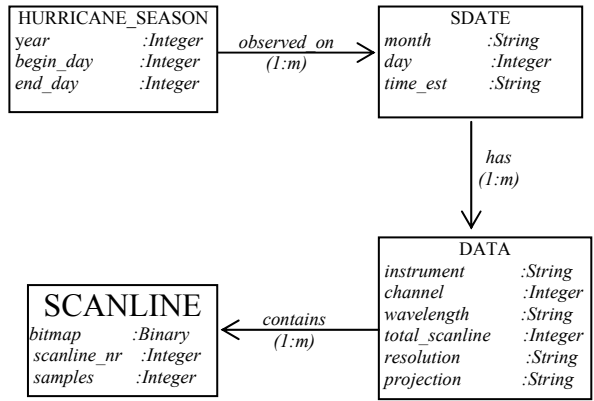 HURRICANE_SEASON
year :Integer
begin_day :Integer
end_day :Integer
observed_on
(1:m)
SDATE
month :String
day :Integer
time_est :String
has
(1:m)
DATA
instrument :String
channel :Integer
wavelength :String
total_scanline :Integer
resolution :String
projection :String
contains
(1:m)
SCANLINE
bitmap :Binary
scanline_nr :Integer
samples :Integer